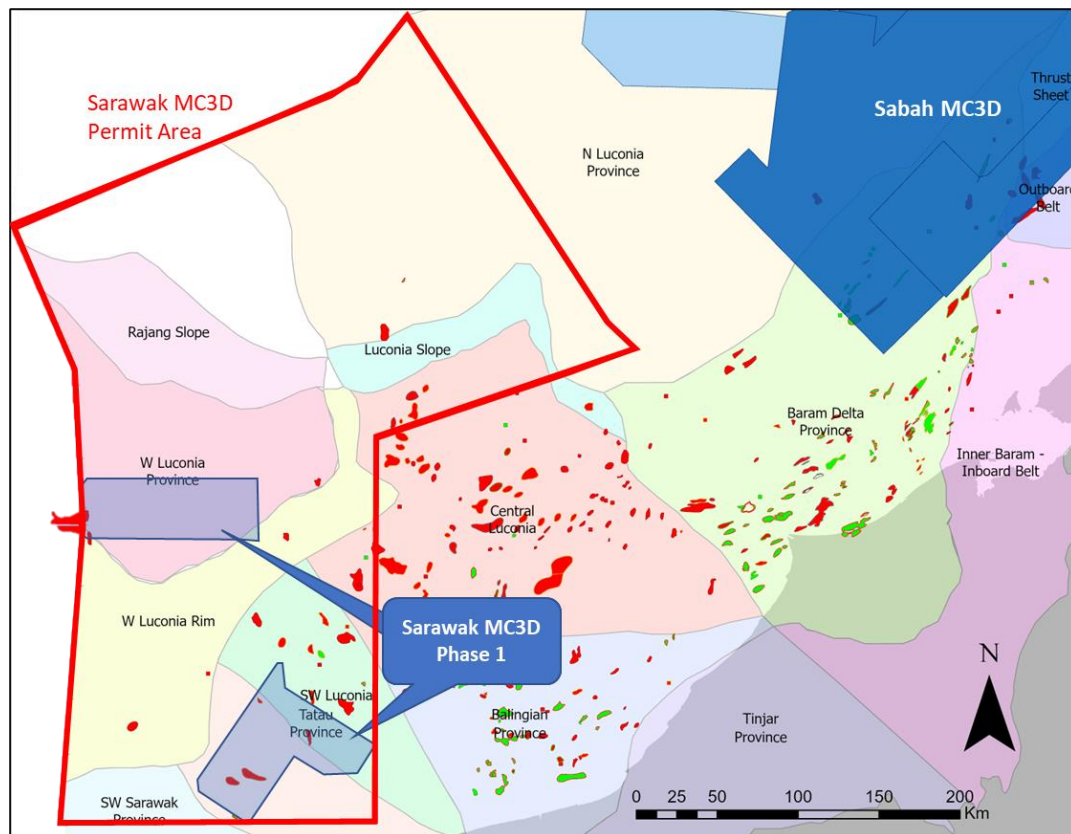 Sarawak MC3D
Permit Area
Sabah MC3D
Thrust
Sheet
N Luconia
Province
Outboard
Belt
Rajang Slope
Luconia Slope
Baram Delta
Province
W Luconia
Province
Inner Baram -
Inboard Belt
Central
Luconia
W Luconia Rim
Sarawak MC3D
Phase 1
SW Luconia
Tatau
Province
Balingian
Province
Tinjar
Province
N
SW Sarawak
Province
0 25 50 100 150 200
Km